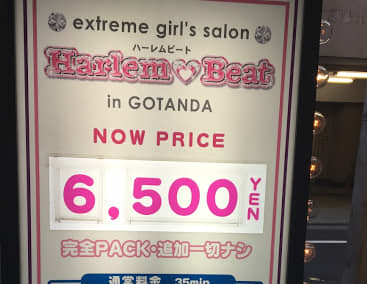 extreme girl's salon
ハーレムビート
Harlem♡Beat
in GOTANDA
NOW PRICE
6,500 YEN
完全PACK・追加一切ナシ
通常料金 35min